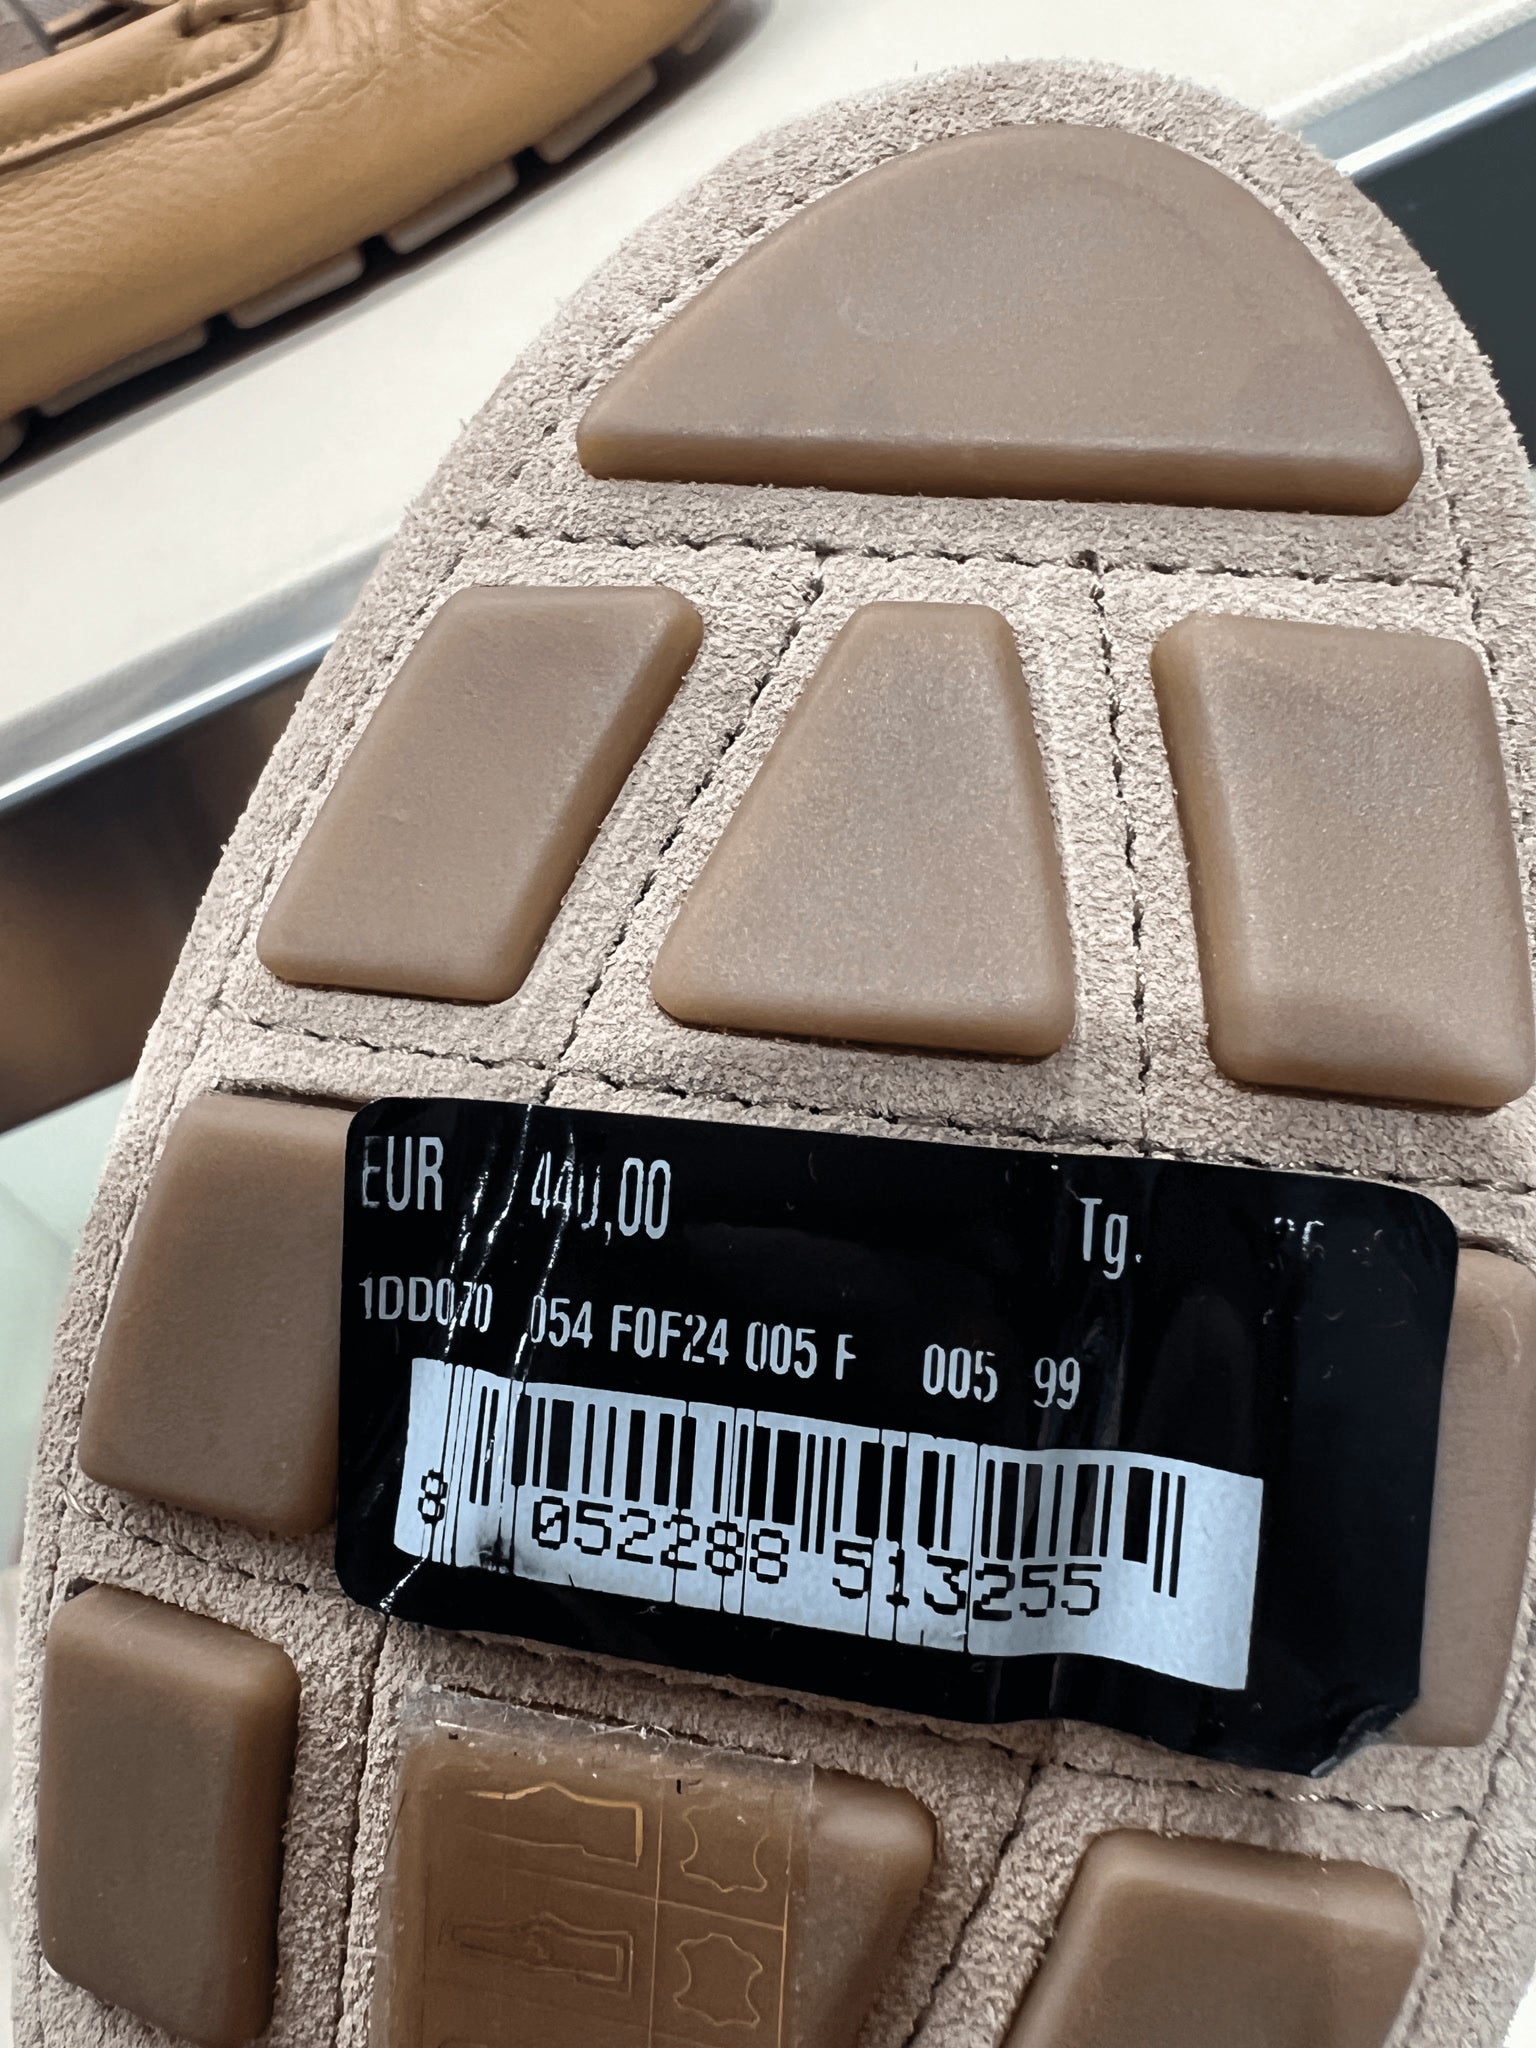 EUR 440,00 Tg.
1DD070 054 F0F24 005 F 005 99
8 052288 513255